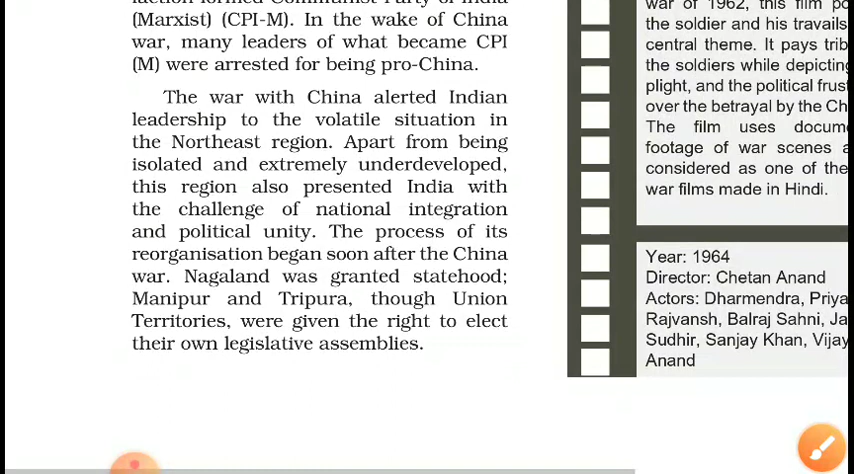 (Marxist) (CPI-M). In the wake of China
war, many leaders of what became CPI
(M) were arrested for being pro-China.
The war with China alerted Indian
leadership to the volatile situation in
the Northeast region. Apart from being
isolated and extremely underdeveloped,
this region also presented India with
the challenge of national integration
and political unity. The process of its
reorganisation began soon after the China
war. Nagaland was granted statehood;
Manipur and Tripura, though Union
Territories, were given the right to elect
their own legislative assemblies.
war of 1962, this film
the soldier and his travails
central theme. It pays
the soldiers while depicting
plight, and the political
over the betrayal by the
The film uses
footage of war scenes
considered as one of the
war films made in Hindi.
Year: 1964
Director: Chetan Anand
Actors: Dharmendra,
Rajvansh, Balraj Sahni,
Sudhir, Sanjay Khan, Vijay
Anand